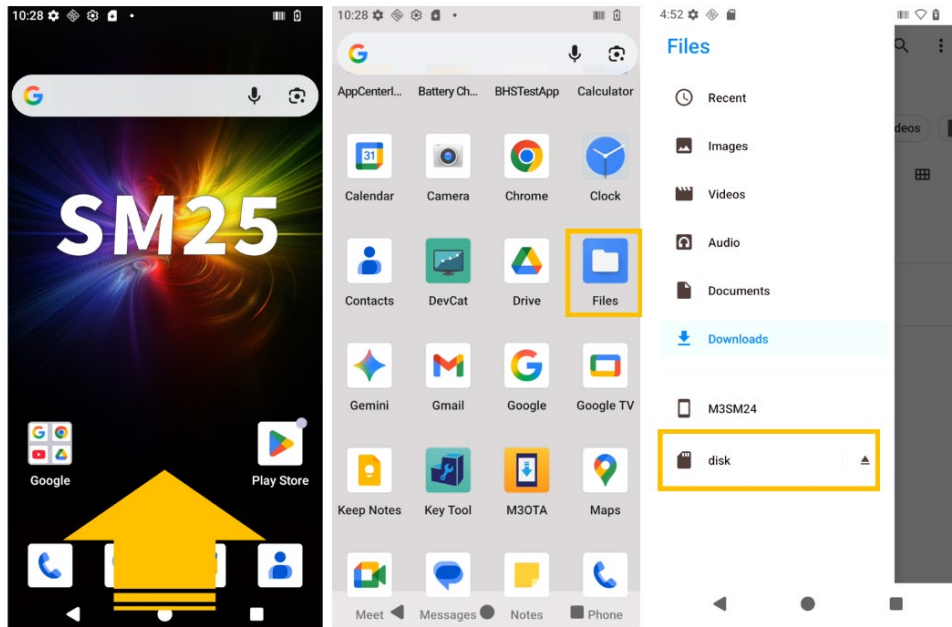 10:28
SM25
Google
Play Store
10:28
AppCenterI...
Battery Ch...
BHSTestApp
Calculator
31
Calendar
Camera
Chrome
Clock
Contacts
DevCat
Drive
Files
Gemini
Gmail
Google
Google TV
Keep Notes
Key Tool
M3OTA
Maps
Meet
Messages
Notes
Phone
4:52
Files
deos
Recent
Images
Videos
Audio
Documents
Downloads
M3SM24
disk